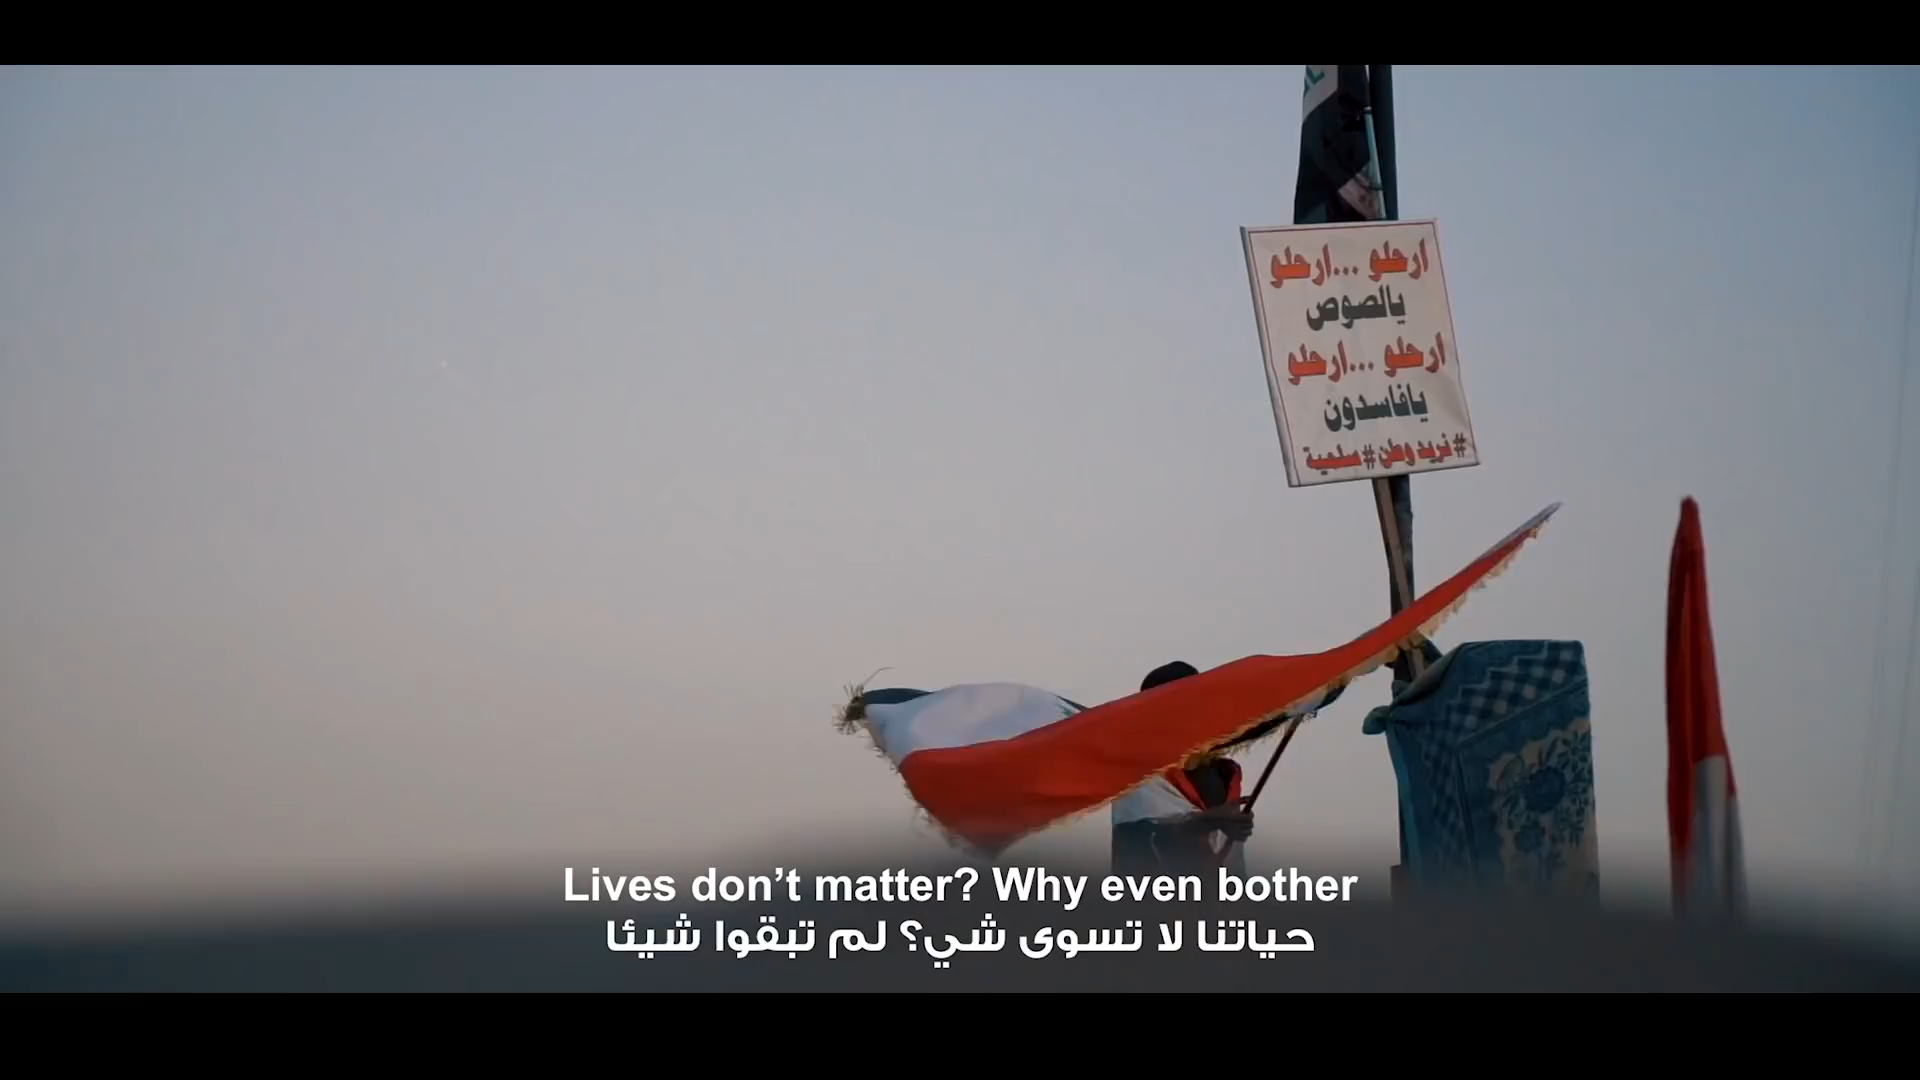 ارحلو ...ارحلو
يالصوص
ارحلو ...ارحلو
يافاسدون
#نريد وطن #سلمية
Lives don’t matter? Why even bother
حياتنا لا تسوى شي؟ لم تبقوا شيئا